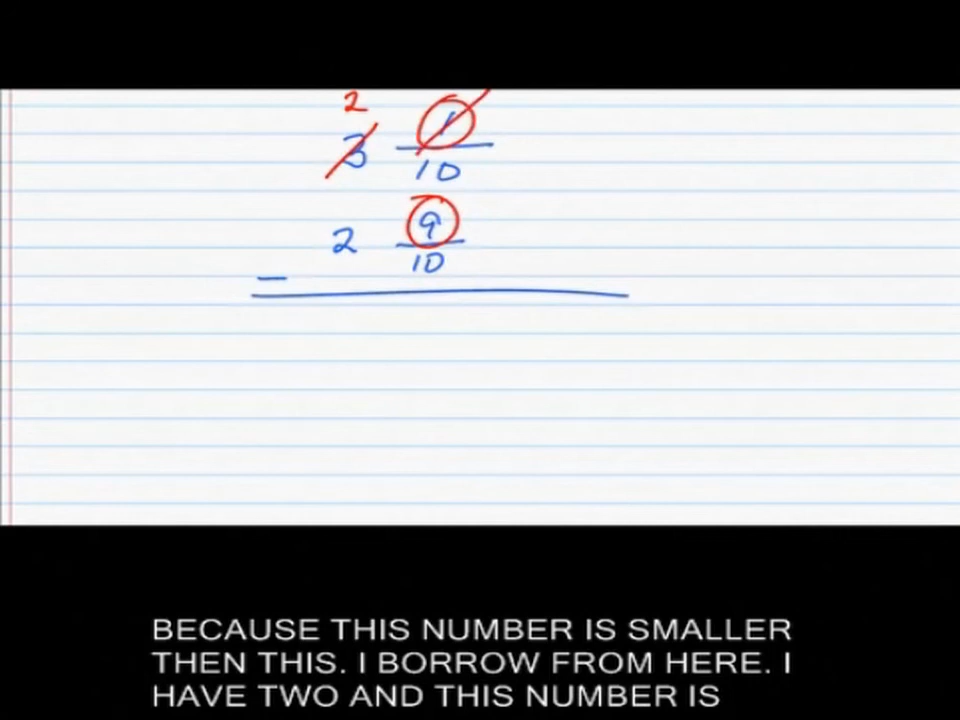 2
3 1
10
2 9
10
−
BECAUSE THIS NUMBER IS SMALLER
THEN THIS. I BORROW FROM HERE. I
HAVE TWO AND THIS NUMBER IS